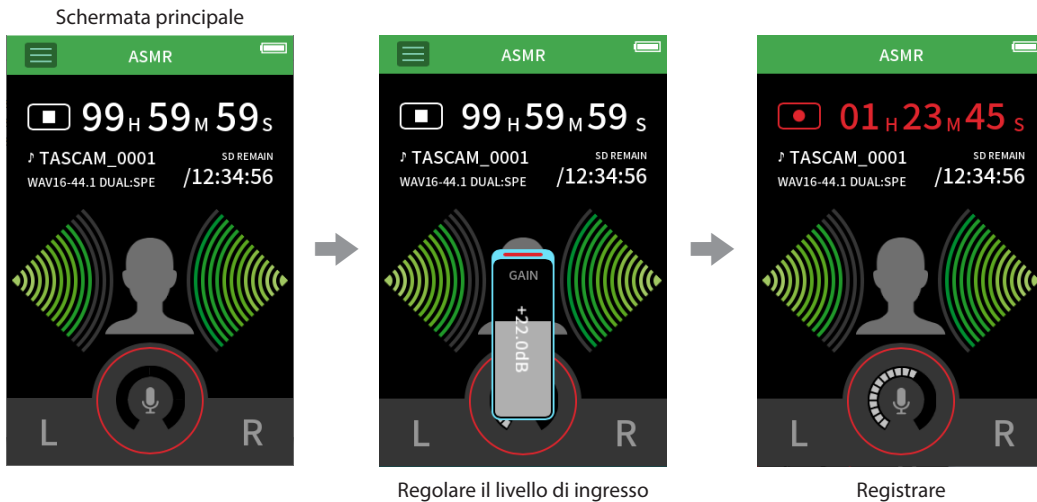 Schermata principale
ASMR
99H59M59S
♪ TASCAM_0001
SD REMAIN
WAV16-44.1 DUAL:SPE
/12:34:56
L
R
ASMR
99H59M59S
♪ TASCAM_0001
SD REMAIN
WAV16-44.1 DUAL:SPE
/12:34:56
GAIN
+22.0dB
L
R
Regolare il livello di ingresso
ASMR
01H23M45S
♪ TASCAM_0001
SD REMAIN
WAV16-44.1 DUAL:SPE
/12:34:56
L
R
Registrare